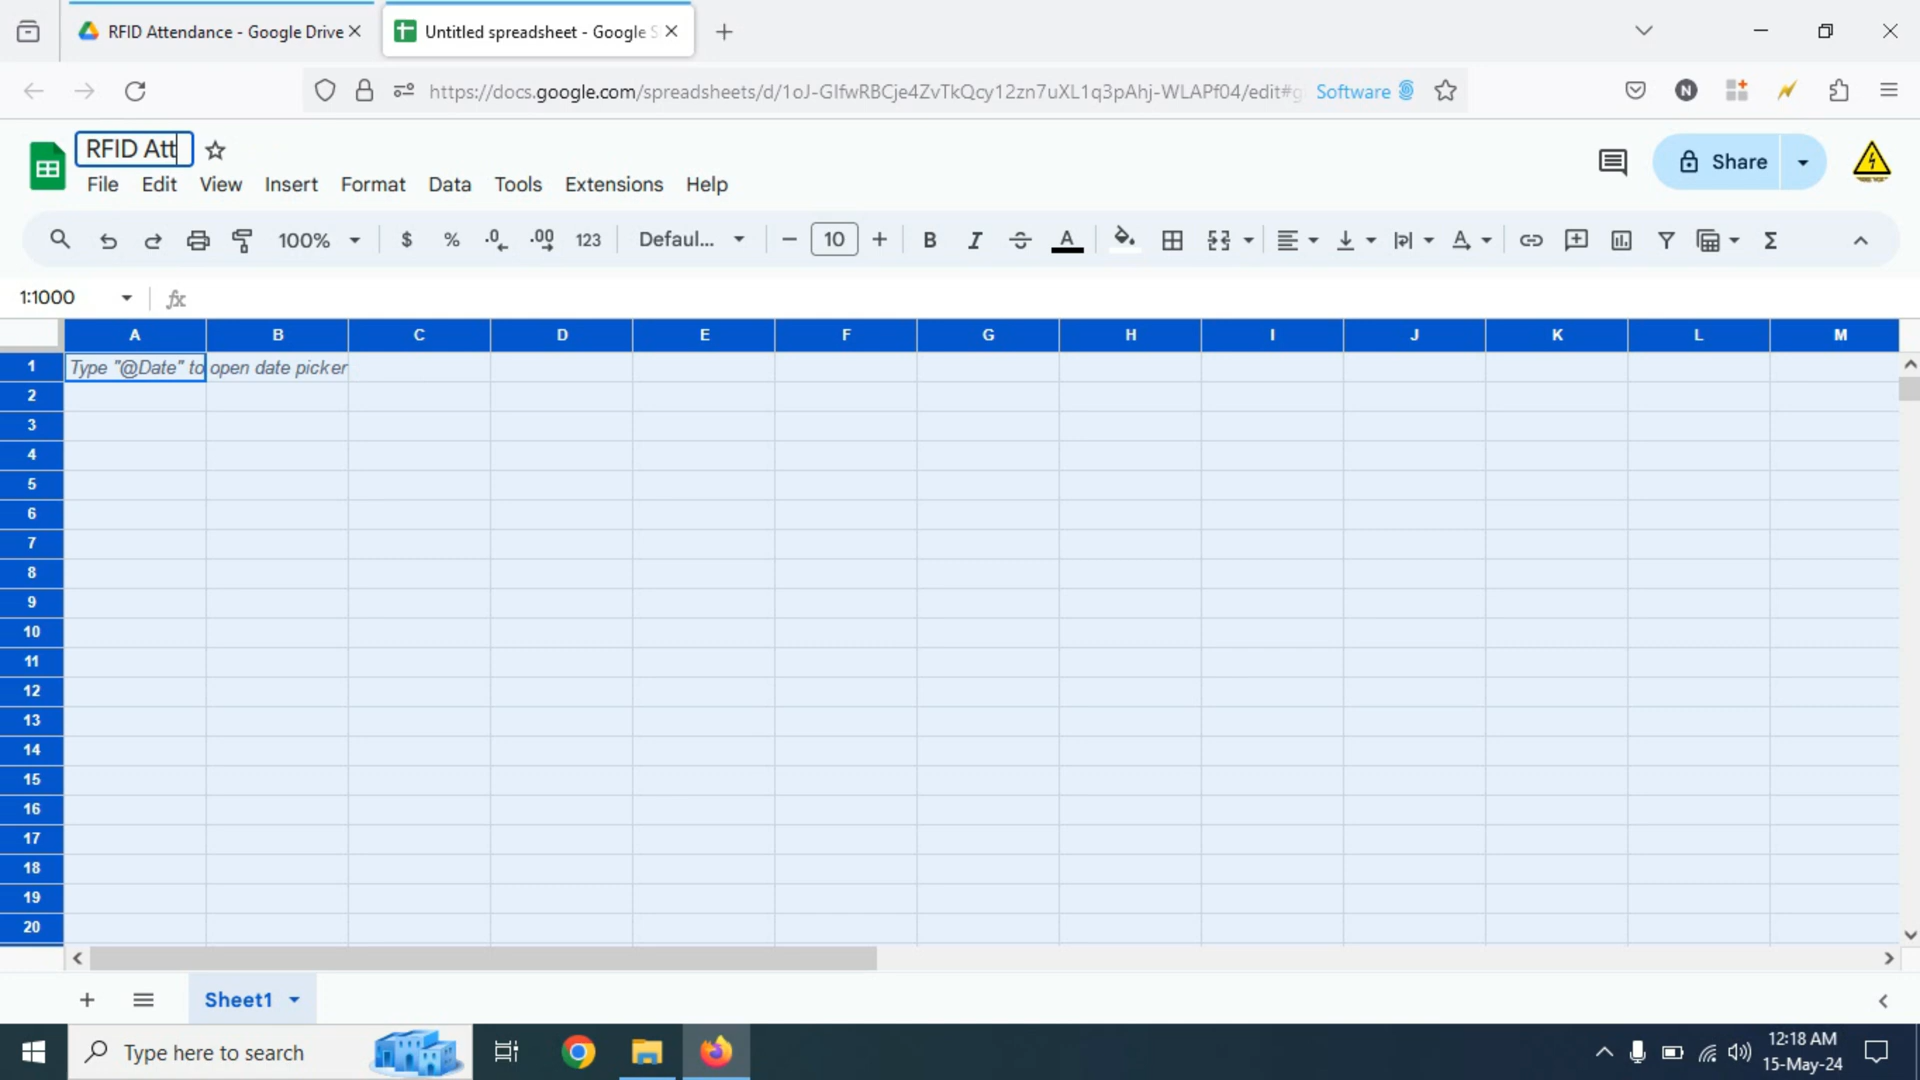 RFID Attendance - Google Drive
Untitled spreadsheet - Google S
https://docs.google.com/spreadsheets/d/1oJ-GIfwRBCje4ZvTkQcy12zn7uXL1q3pAhj-WLAPf04/edit#g
Software
N
RFID Att
File Edit View Insert Format Data Tools Extensions Help
Share
100% $ % .0 .00 123 Defaul... 10 B I S A
1:1000 fx
A B C D E F G H I J K L M
1 Type "@Date" to open date picker
2
3
4
5
6
7
8
9
10
11
12
13
14
15
16
17
18
19
20
Sheet1
Type here to search
12:18 AM
15-May-24